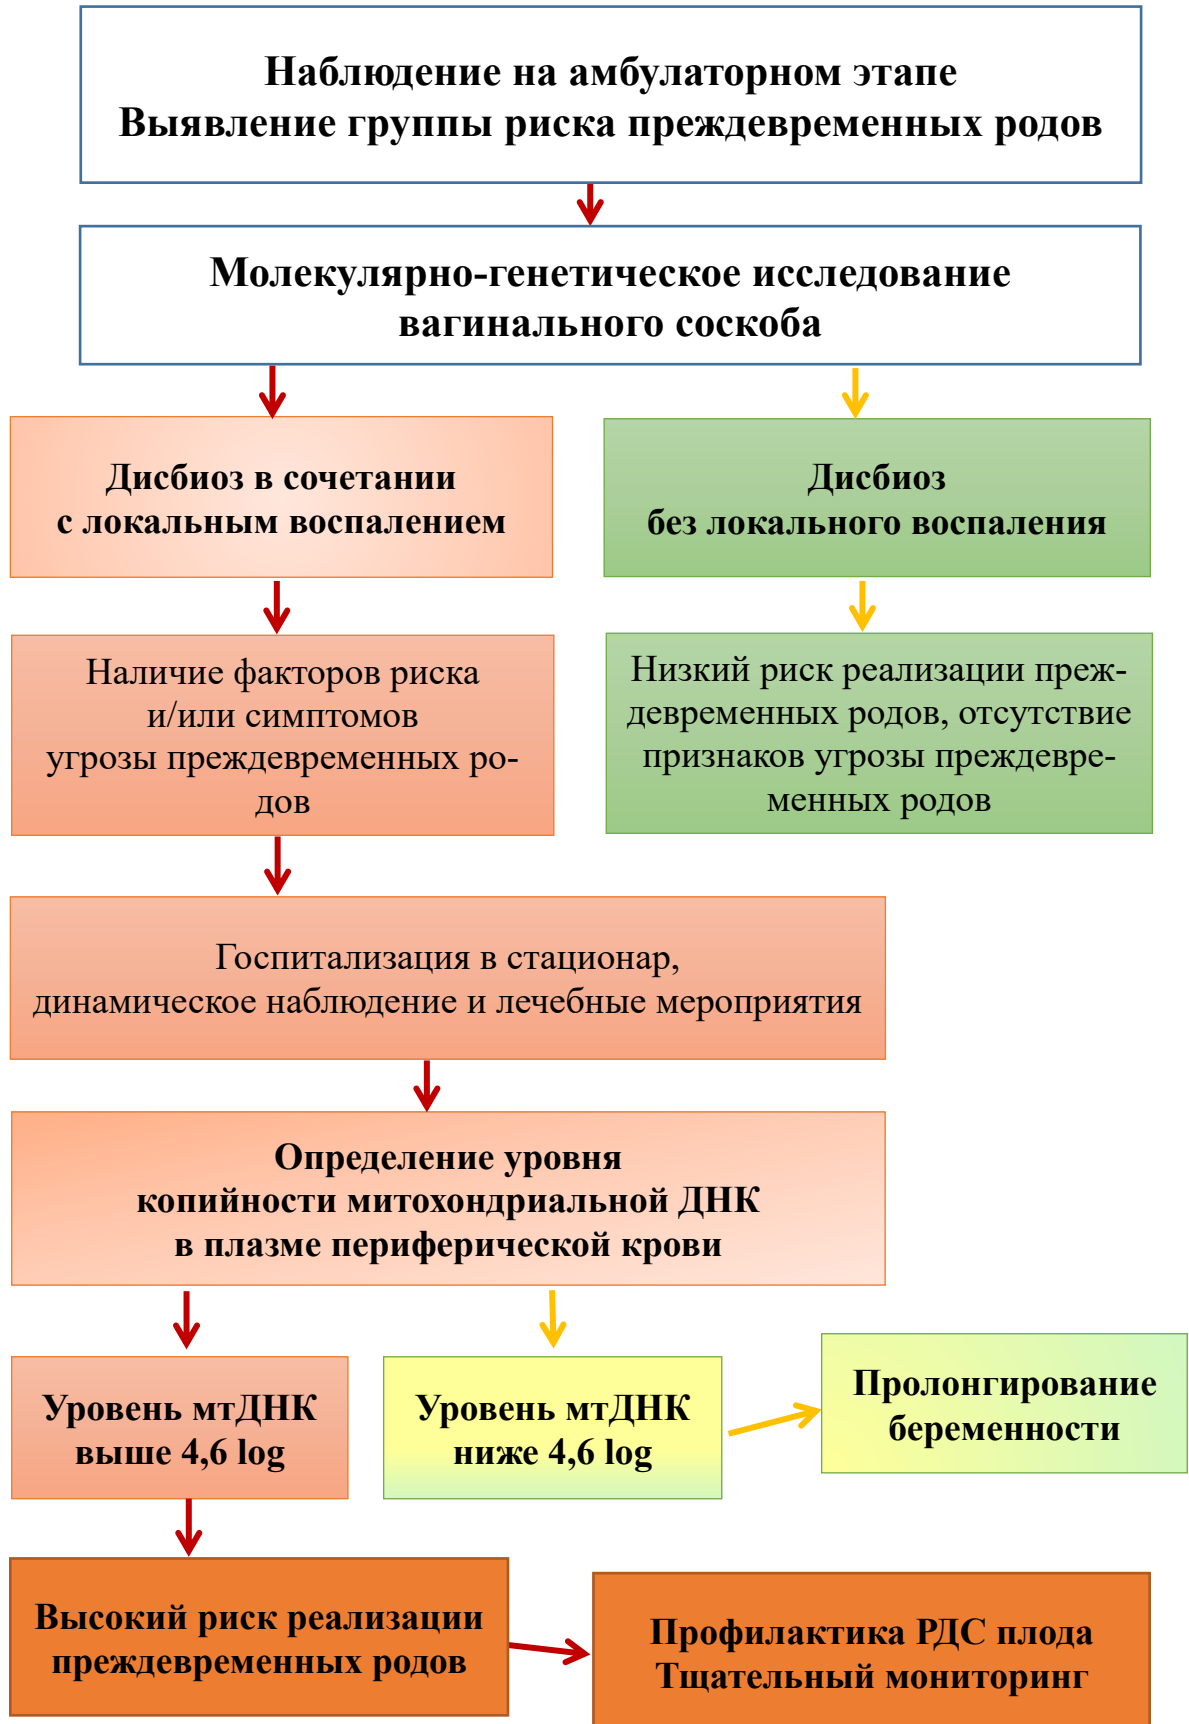 Наблюдение на амбулаторном этапе
Выявление группы риска преждевременных родов
Молекулярно-генетическое исследование
вагинального соскоба
Дисбиоз в сочетании
с локальным воспалением
Дисбиоз
без локального воспаления
Наличие факторов риска
и/или симптомов
угрозы преждевременных ро-
дов
Низкий риск реализации преж-
девременных родов, отсутствие
признаков угрозы преждевре-
менных родов
Госпитализация в стационар,
динамическое наблюдение и лечебные мероприятия
Определение уровня
копийности митохондриальной ДНК
в плазме периферической крови
Уровень мтДНК
выше 4,6 log
Уровень мтДНК
ниже 4,6 log
Пролонгирование
беременности
Высокий риск реализации
преждевременных родов
Профилактика РДС плода
Тщательный мониторинг